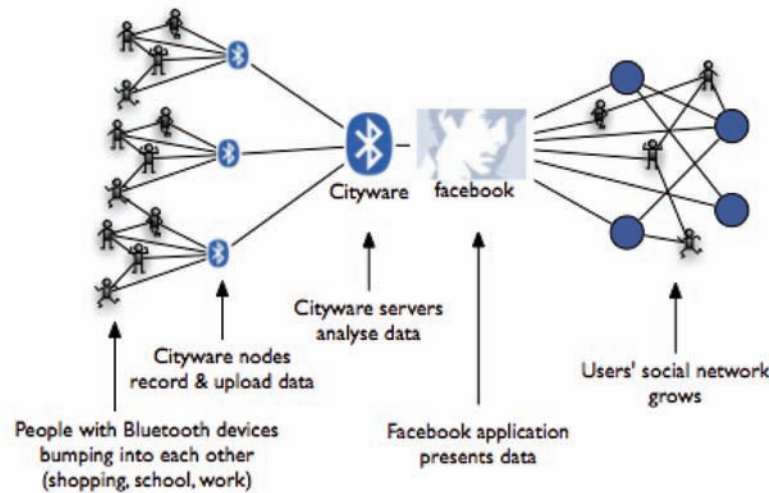 Cityware
facebook
Cityware servers
analyse data
Cityware nodes
record & upload data
Users' social network
grows
People with Bluetooth devices
bumping into each other
(shopping, school, work)
Facebook application
presents data